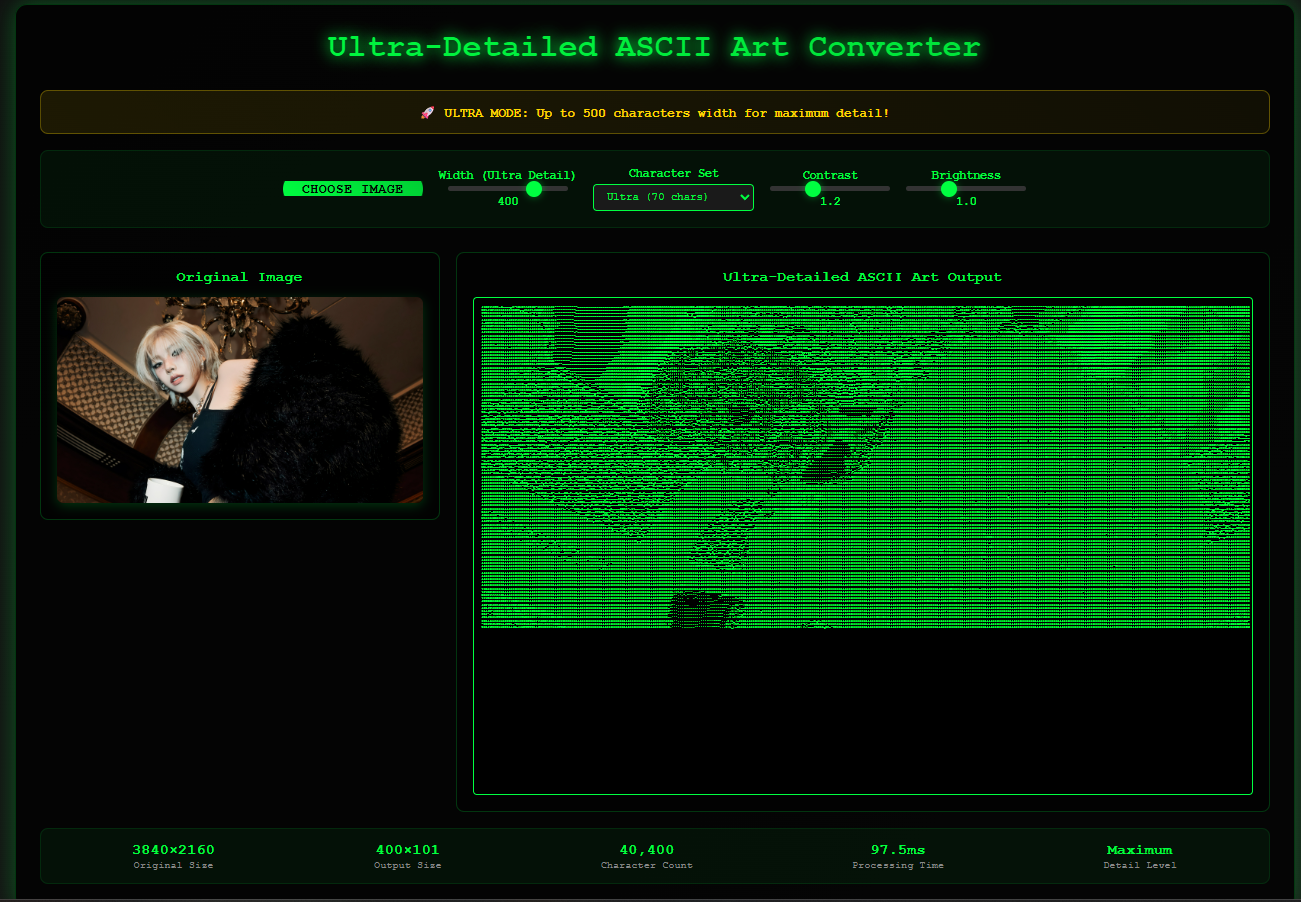 Ultra-Detailed ASCII Art Converter
🚀 ULTRA MODE: Up to 500 characters width for maximum detail!
CHOOSE IMAGE
Width (Ultra Detail)
400
Character Set
Ultra (70 chars)
Contrast
1.2
Brightness
1.0
Original Image
Ultra-Detailed ASCII Art Output
3840×2160
Original Size
400×101
Output Size
40,400
Character Count
97.5ms
Processing Time
Maximum
Detail Level